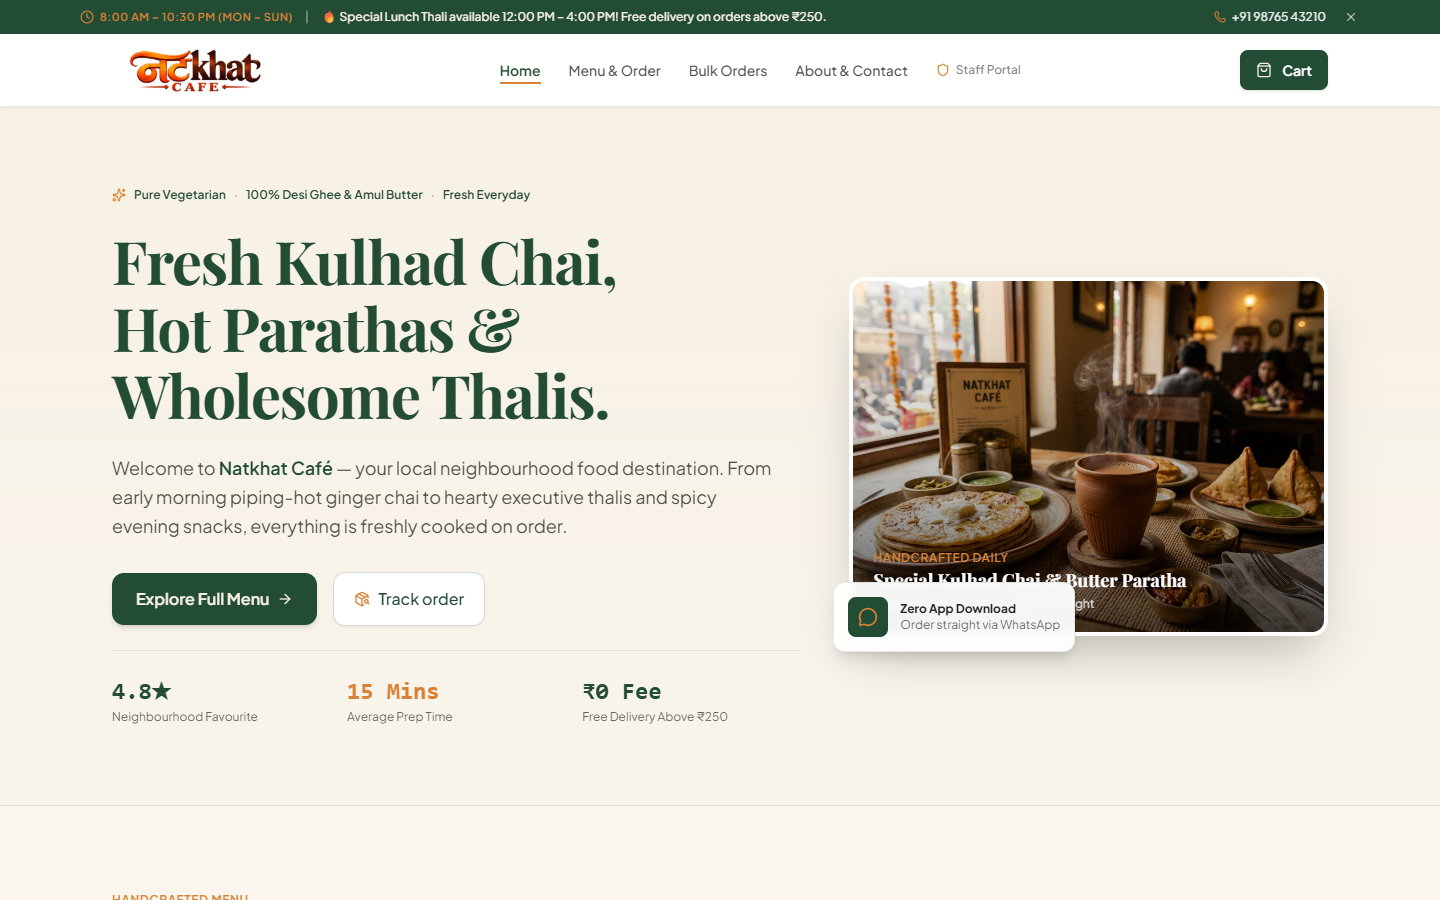 8:00 AM – 10:30 PM (MON – SUN) | 🔥 Special Lunch Thali available 12:00 PM – 4:00 PM! Free delivery on orders above ₹250.
+91 98765 43210
नटkhat
CAFE
Home
Menu & Order
Bulk Orders
About & Contact
Staff Portal
Cart
Pure Vegetarian · 100% Desi Ghee & Amul Butter · Fresh Everyday
Fresh Kulhad Chai,
Hot Parathas &
Wholesome Thalis.
Welcome to Natkhat Café — your local neighbourhood food destination. From
early morning piping-hot ginger chai to hearty executive thalis and spicy
evening snacks, everything is freshly cooked on order.
Explore Full Menu
Track order
4.8★
Neighbourhood Favourite
15 Mins
Average Prep Time
₹0 Fee
Free Delivery Above ₹250
NATKHAT
CAFÉ
HANDCRAFTED DAILY
Special Kulhad Chai & Butter Paratha
Zero App Download
Order straight via WhatsApp
HANDCRAFTED MENU